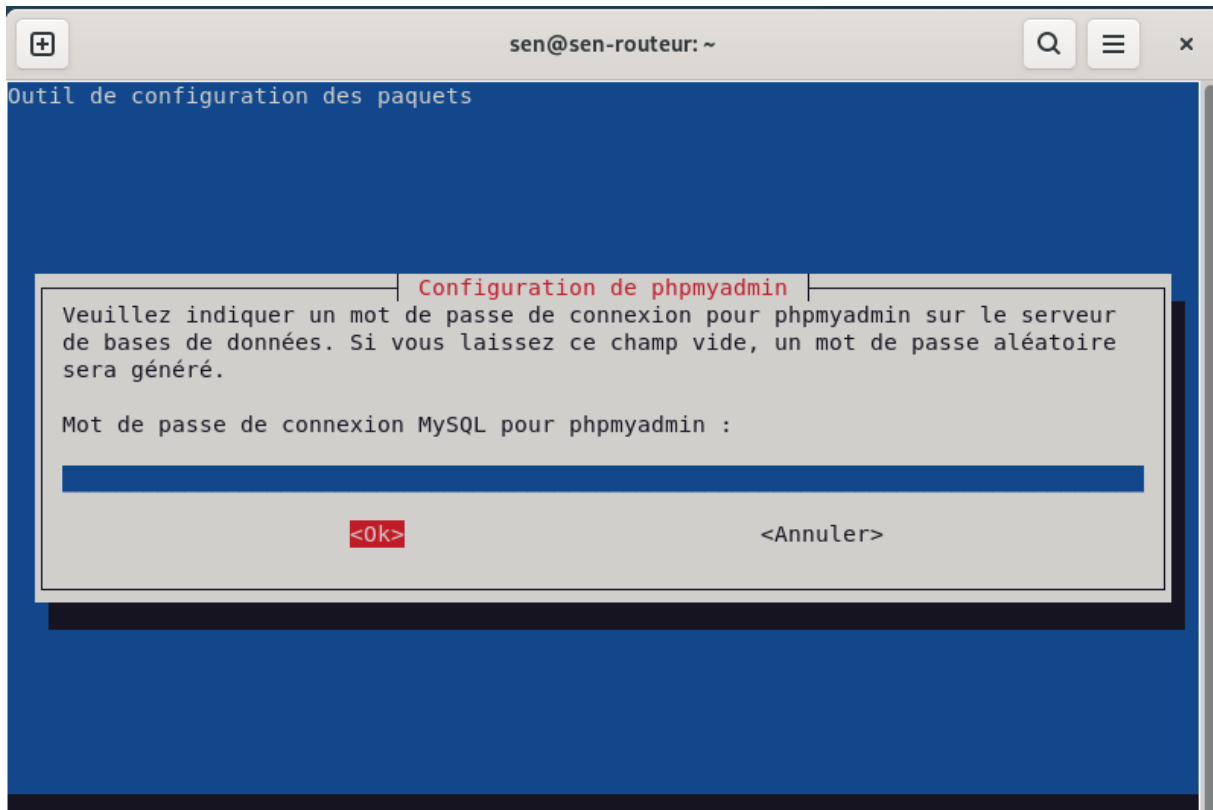 sen@sen-routeur: ~
Outil de configuration des paquets
Configuration de phpmyadmin
Veuillez indiquer un mot de passe de connexion pour phpmyadmin sur le serveur
de bases de données. Si vous laissez ce champ vide, un mot de passe aléatoire
sera généré.
Mot de passe de connexion MySQL pour phpmyadmin :
<Ok> <Annuler>